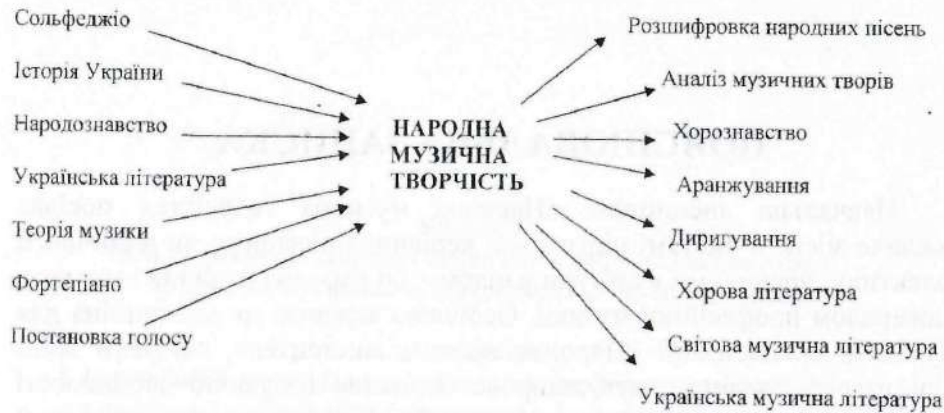 Сольфеджіо
Історія України
Народознавство
Українська література
Теорія музики
Фортепіано
Постановка голосу
НАРОДНА
МУЗИЧНА
ТВОРЧІСТЬ
Розшифровка народних пісень
Аналіз музичних творів
Хорознавство
Аранжування
Диригування
Хорова література
Світова музична література
Українська музична література